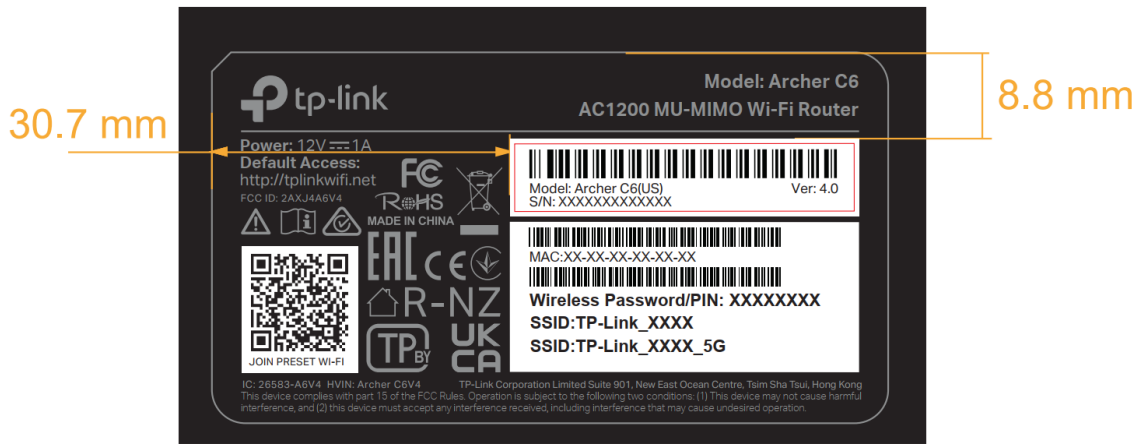 30.7 mm
8.8 mm
tp-link
Model: Archer C6
AC1200 MU-MIMO Wi-Fi Router
Power: 12V⎓1A
Default Access:
http://tplinkwifi.net
FCC ID: 2AXJ4A6V4
FC
RoHS
MADE IN CHINA
EAC
CE
R-NZ
TP BY
UK
CA
JOIN PRESET WI-FI
Model: Archer C6(US) Ver: 4.0
S/N: XXXXXXXXXXXXX
MAC:XX-XX-XX-XX-XX-XX
Wireless Password/PIN: XXXXXXXX
SSID:TP-Link_XXXX
SSID:TP-Link_XXXX_5G
IC: 26583-A6V4 HVIN: Archer C6V4 TP-Link Corporation Limited Suite 901, New East Ocean Centre, Tsim Sha Tsui, Hong Kong
This device complies with part 15 of the FCC Rules. Operation is subject to the following two conditions: (1) This device may not cause harmful
interference, and (2) this device must accept any interference received, including interference that may cause undesired operation.